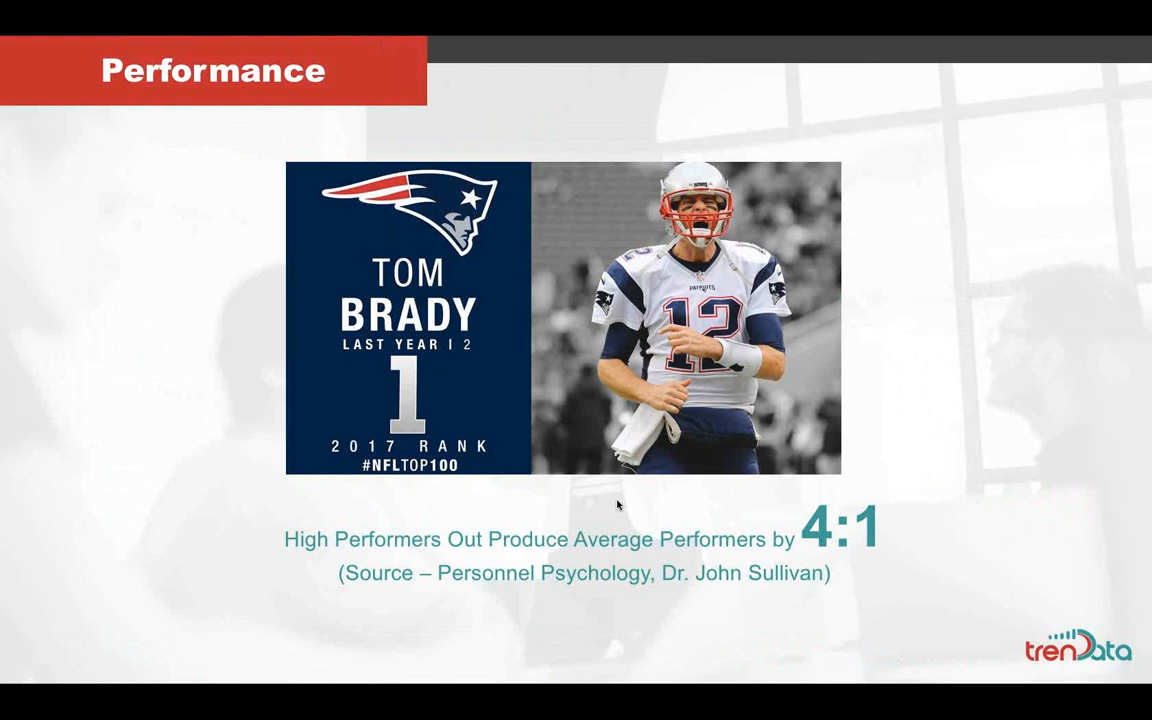 Performance
TOM
BRADY
LAST YEAR | 2
1
2017 RANK
#NFLTOP100
2
PATRIOTS
12
High Performers Out Produce Average Performers by 4:1
(Source – Personnel Psychology, Dr. John Sullivan)
trenData